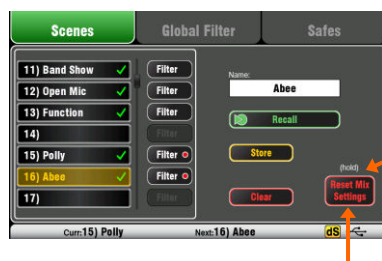 Scenes Global Filter Safes
11) Band Show Filter
12) Open Mic Filter
13) Function Filter
14) Filter
15) Polly Filter
16) Abee Filter
17) Filter
Name:
Abee
Recall
Store
Clear
(hold)
Reset Mix
Settings
Curr: 15) Polly Next: 16) Abee dS